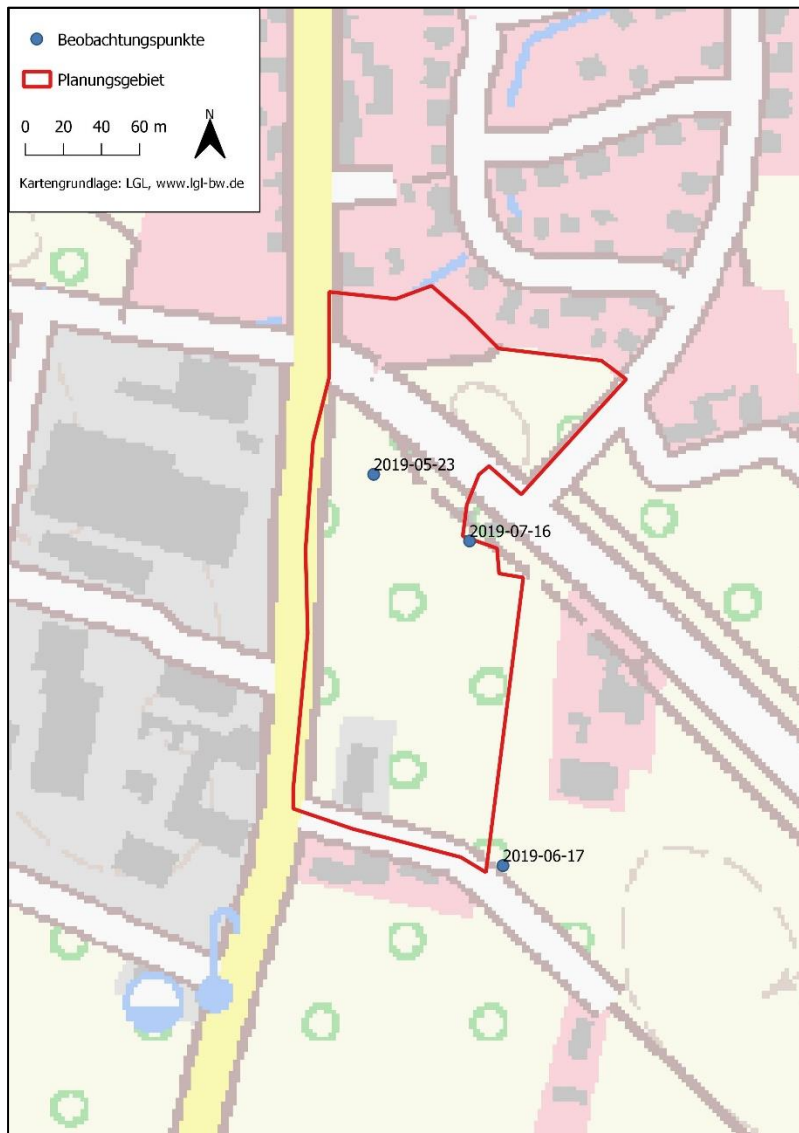 Beobachtungspunkte
Planungsgebiet
0 20 40 60 m
N
Kartengrundlage: LGL, www.lgl-bw.de
2019-05-23
2019-07-16
2019-06-17